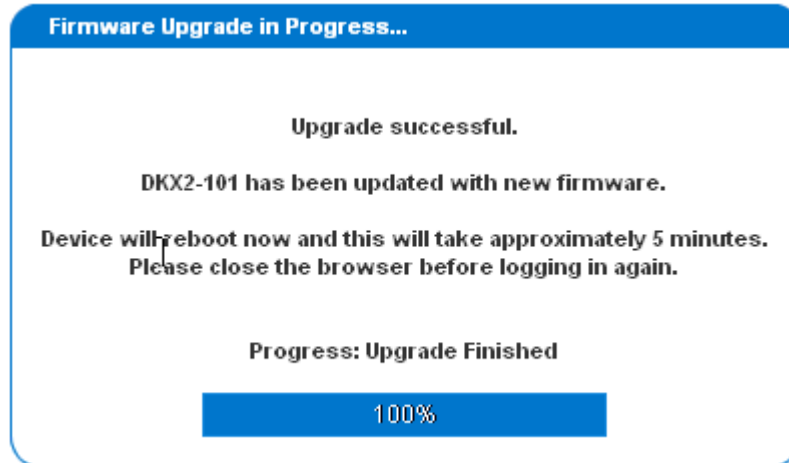 Firmware Upgrade in Progress...
Upgrade successful.
DKX2-101 has been updated with new firmware.
Device will reboot now and this will take approximately 5 minutes.
Please close the browser before logging in again.
Progress: Upgrade Finished
100%